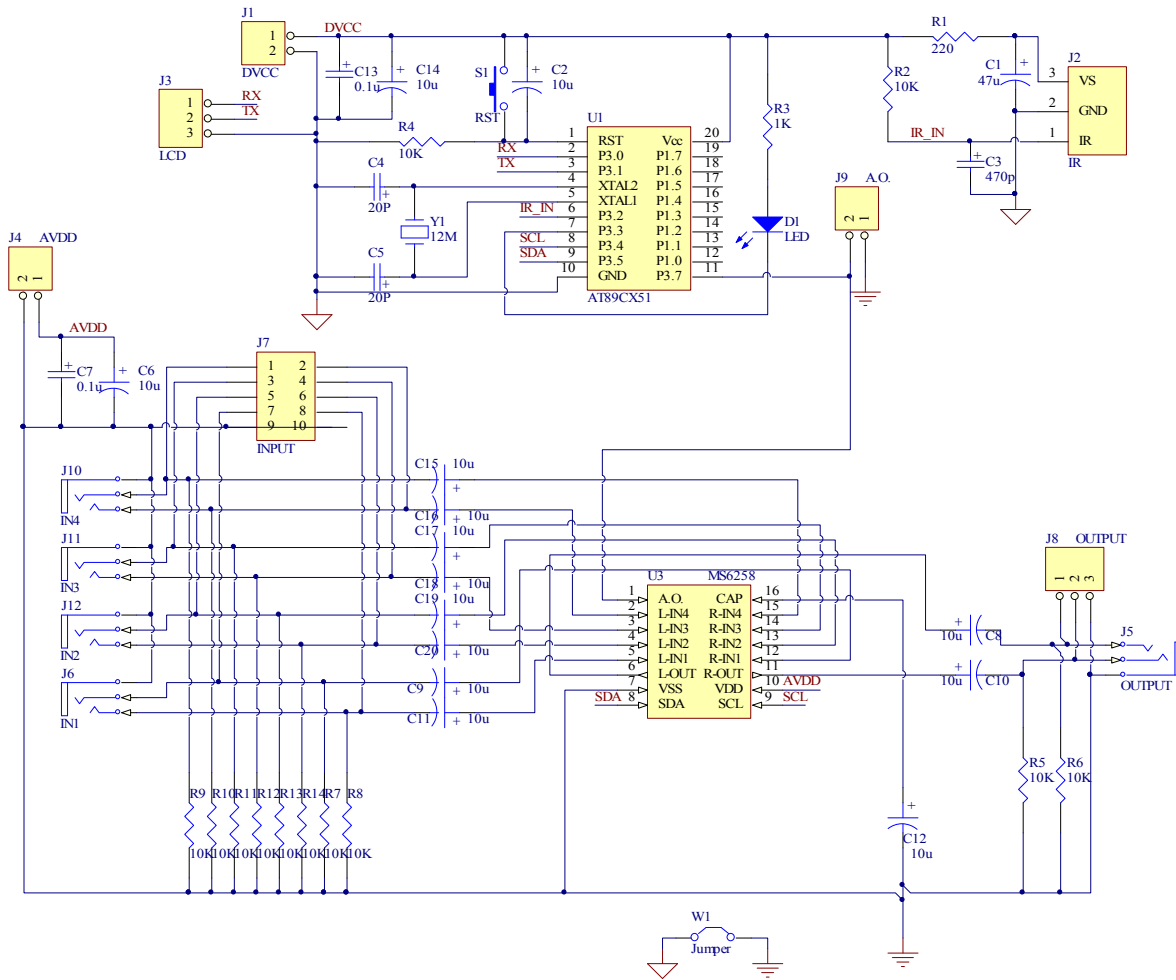 J1
DVCC
1
2
DVCC
J3
RX
1
TX
2
3
LCD
C13
0.1u
C14
10u
S1
RST
C2
10u
R4
10K
RX
TX
C4
20P
Y1
12M
C5
20P
IR_IN
SCL
SDA
U1
1 RST Vcc 20
2 P3.0 P1.7 19
3 P3.1 P1.6 18
4 XTAL2 P1.5 17
5 XTAL1 P1.4 16
6 P3.2 P1.3 15
7 P3.3 P1.2 14
8 P3.4 P1.1 13
9 P3.5 P1.0 12
10 GND P3.7 11
AT89CX51
R3
1K
D1
LED
R1
220
R2
10K
C1
47u
J2
3 VS
2 GND
1 IR
IR
IR_IN
C3
470p
J9 A.O.
2 1
J4 AVDD
2 1
AVDD
C7
0.1u
C6
10u
J7
1 2
3 4
5 6
7 8
9 10
INPUT
J10
IN4
J11
IN3
J12
IN2
J6
IN1
C15 10u
C16 10u
C17 10u
C18 10u
C19 10u
C20 10u
C9 10u
C11 10u
U3 MS6258
1 A.O. CAP 16
2 L-IN4 R-IN4 15
3 L-IN3 R-IN3 14
4 L-IN2 R-IN2 13
5 L-IN1 R-IN1 12
6 L-OUT R-OUT 11
7 VSS VDD 10 AVDD
SDA 8 SDA SCL 9 SCL
J8 OUTPUT
1 2 3
10u C8
10u C10
J5
OUTPUT
R5
10K
R6
10K
R9 R10 R11 R12 R13 R14 R7 R8
10K 10K 10K 10K 10K 10K 10K 10K
C12
10u
W1
Jumper